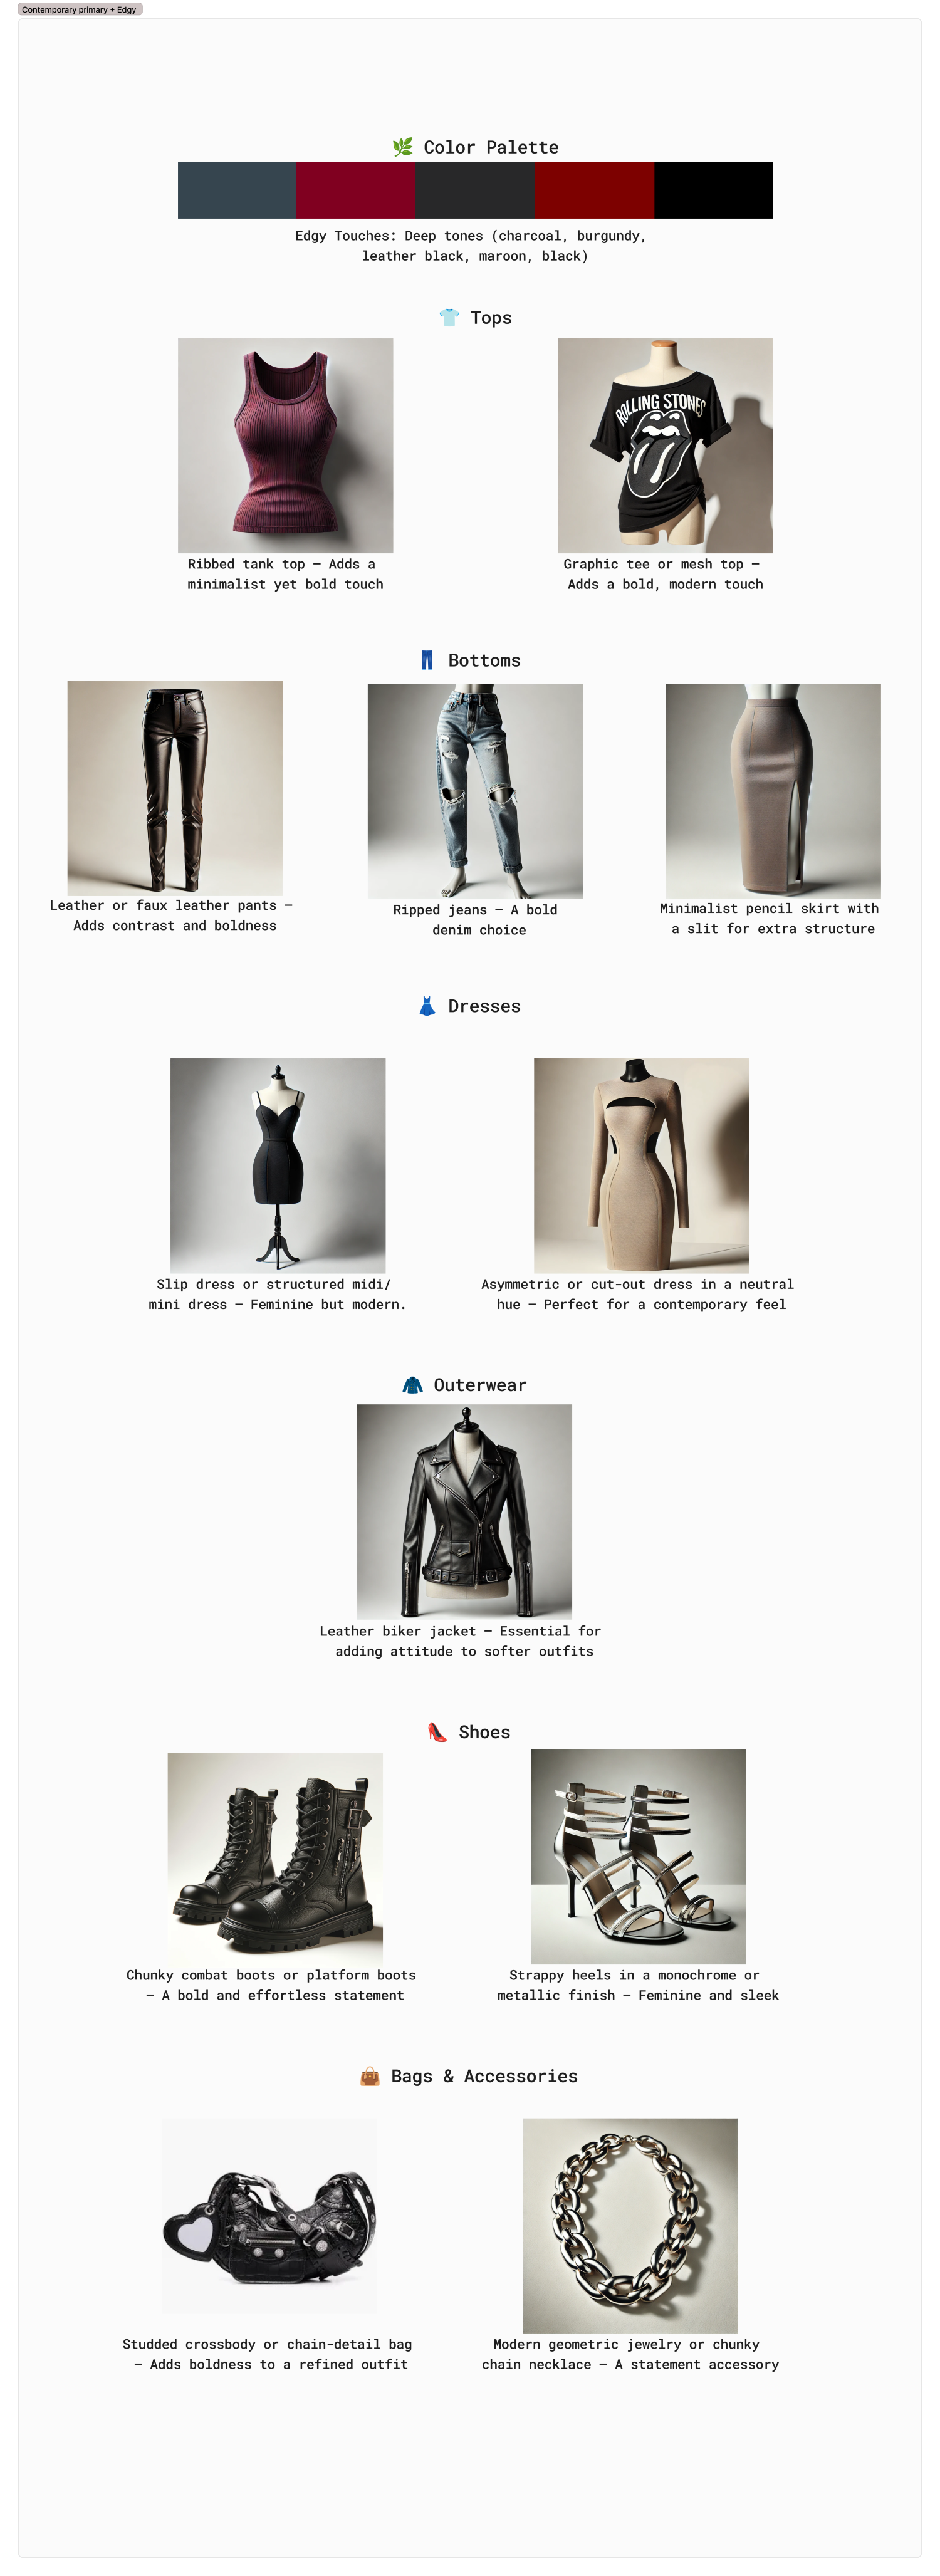 Contemporary primary + Edgy
Color Palette
Edgy Touches: Deep tones (charcoal, burgundy,
leather black, maroon, black)
Tops
ROLLING STONES
Ribbed tank top – Adds a
minimalist yet bold touch
Graphic tee or mesh top –
Adds a bold, modern touch
Bottoms
Leather or faux leather pants –
Adds contrast and boldness
Ripped jeans – A bold
denim choice
Minimalist pencil skirt with
a slit for extra structure
Dresses
Slip dress or structured midi/
mini dress – Feminine but modern.
Asymmetric or cut-out dress in a neutral
hue – Perfect for a contemporary feel
Outerwear
Leather biker jacket – Essential for
adding attitude to softer outfits
Shoes
Chunky combat boots or platform boots
– A bold and effortless statement
Strappy heels in a monochrome or
metallic finish – Feminine and sleek
Bags & Accessories
Studded crossbody or chain-detail bag
– Adds boldness to a refined outfit
Modern geometric jewelry or chunky
chain necklace – A statement accessory